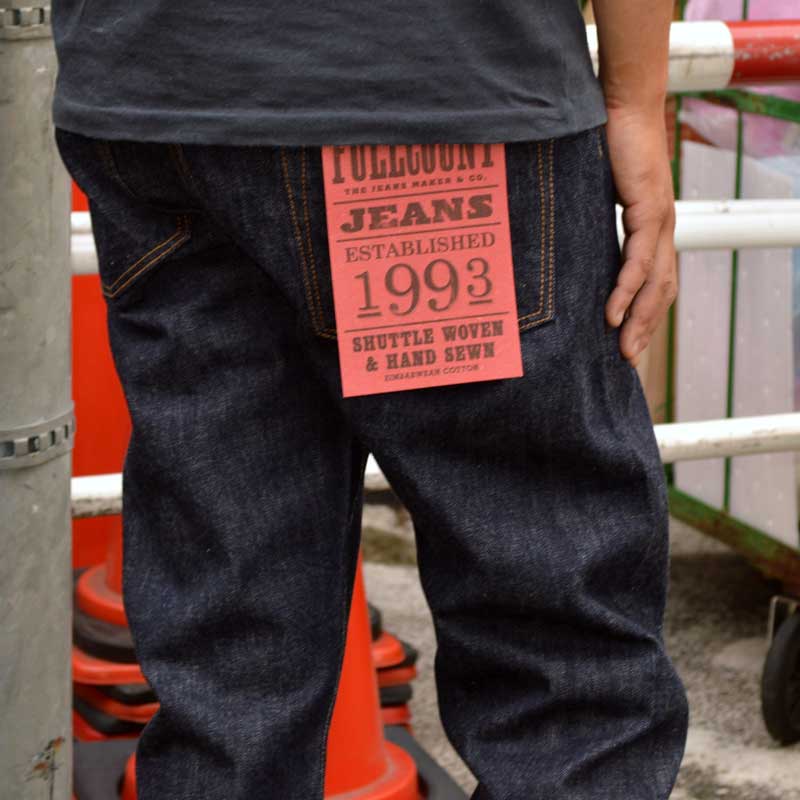 FULLCOUNT
THE JEANS MAKER & CO.
JEANS
ESTABLISHED
1993
SHUTTLE WOVEN
& HAND SEWN
ZIMBABWEAN COTTON